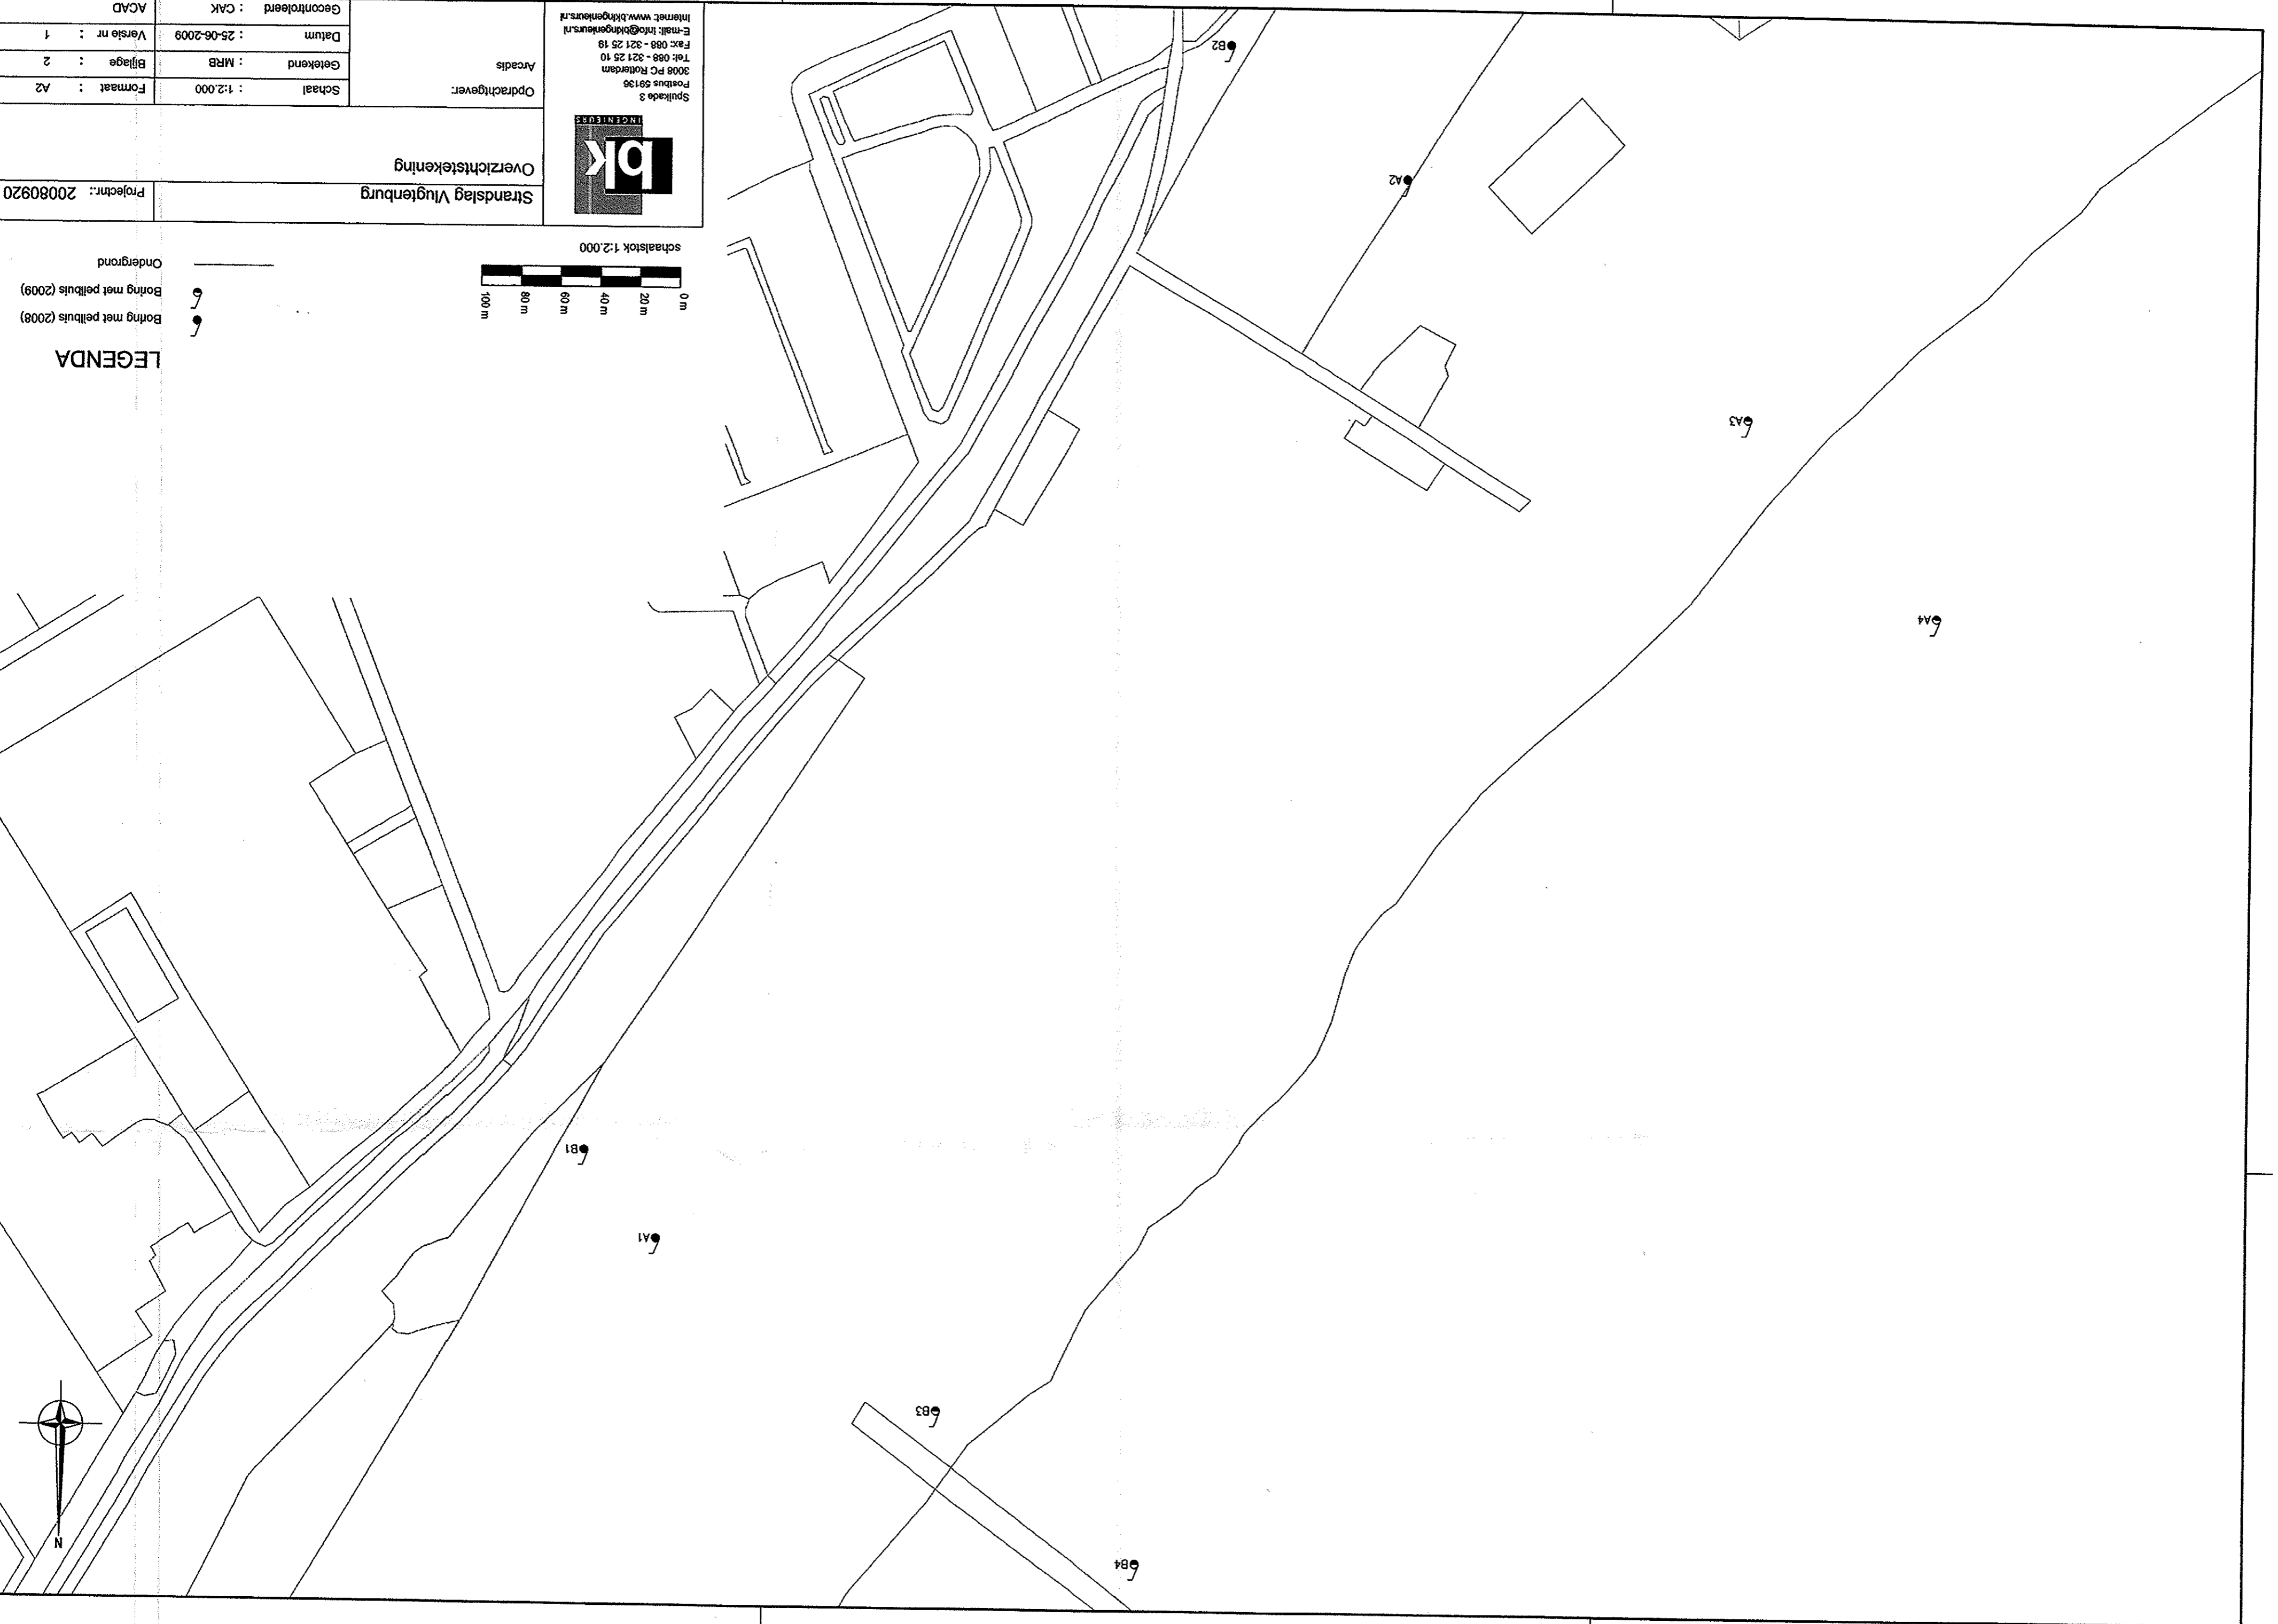 N
B4
B3
A1
B1
A4
A3
A2
B2
LEGENDA
Boring met peilbuis (2008)
Boring met peilbuis (2009)
Ondergrond
0 m
20 m
40 m
60 m
80 m
100 m
schaalstok 1:2.000
bk
INGENIEURS
Spuikade 3
Postbus 59136
3008 PC Rotterdam
Tel: 088 - 321 25 10
Fax: 088 - 321 25 19
E-mail: info@bkingenieurs.nl
Internet: www.bkingenieurs.nl
Strandslag Vlugtenburg
Projectnr.: 20080920
Overzichtstekening
Opdrachtgever:
Arcadis
Schaal : 1:2.000
Formaat : A2
Getekend : MRB
Bijlage : 2
Datum : 25-06-2009
Versie nr : 1
Gecontroleerd : CAK
ACAD